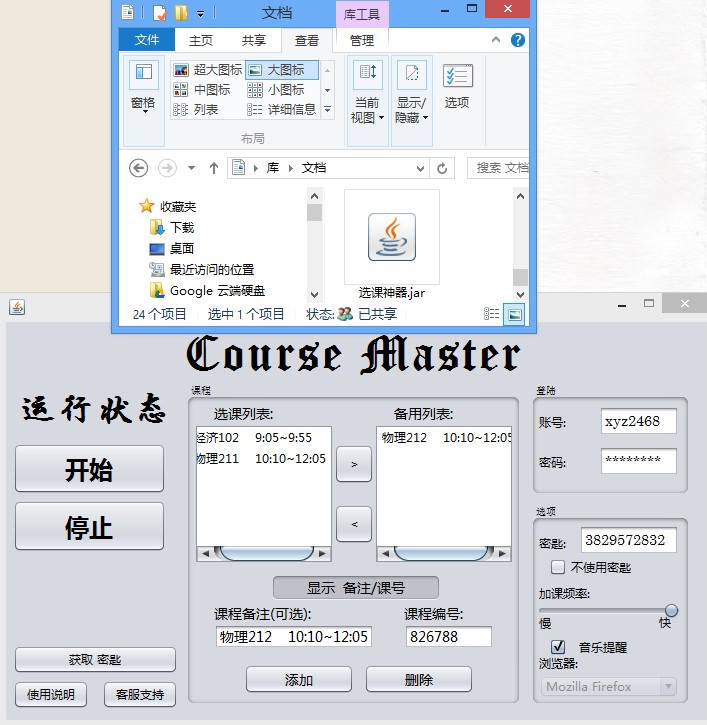 文档
库工具
文件
主页
共享
查看
管理
窗格
超大图标
大图标
中图标
小图标
列表
详细信息
当前
视图
显示/
隐藏
选项
布局
库
文档
搜索 文档
收藏夹
下载
桌面
最近访问的位置
Google 云端硬盘
选课神器.jar
24 个项目
选中 1 个项目
状态:
已共享
Course Master
运行状态
开始
停止
获取 密匙
使用说明
客服支持
课程
选课列表:
经济102 9:05~9:55
物理211 10:10~12:05
>
<
备用列表:
物理212 10:10~12:05
显示 备注/课号
课程备注(可选):
课程编号:
物理212 10:10~12:05
826788
添加
删除
登陆
账号:
xyz2468
密码:
********
选项
密匙:
3829572832
不使用密匙
加课频率:
慢
快
音乐提醒
浏览器:
Mozilla Firefox